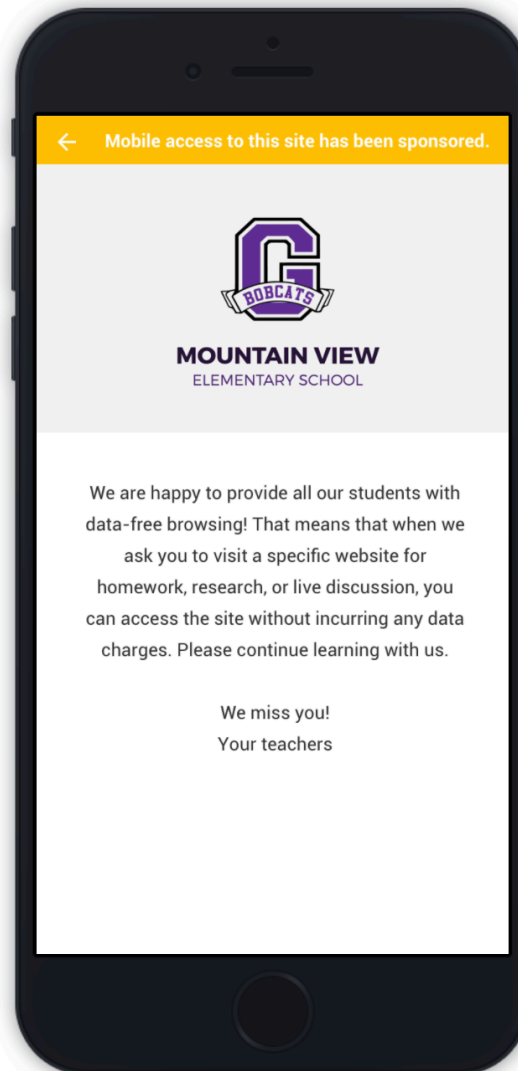 Mobile access to this site has been sponsored.
G
BOBCATS
MOUNTAIN VIEW
ELEMENTARY SCHOOL
We are happy to provide all our students with
data-free browsing! That means that when we
ask you to visit a specific website for
homework, research, or live discussion, you
can access the site without incurring any data
charges. Please continue learning with us.
We miss you!
Your teachers